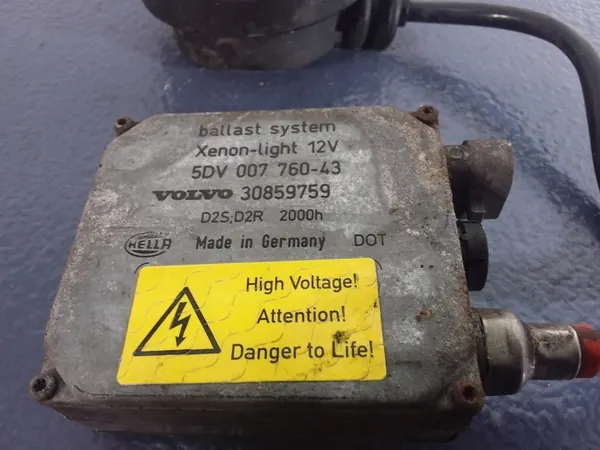 ballast system
Xenon-light 12V
5DV 007 760-43
VOLVO 30859759
D2S;D2R 2000h
HELLA Made in Germany DOT
High Voltage!
Attention!
Danger to Life!